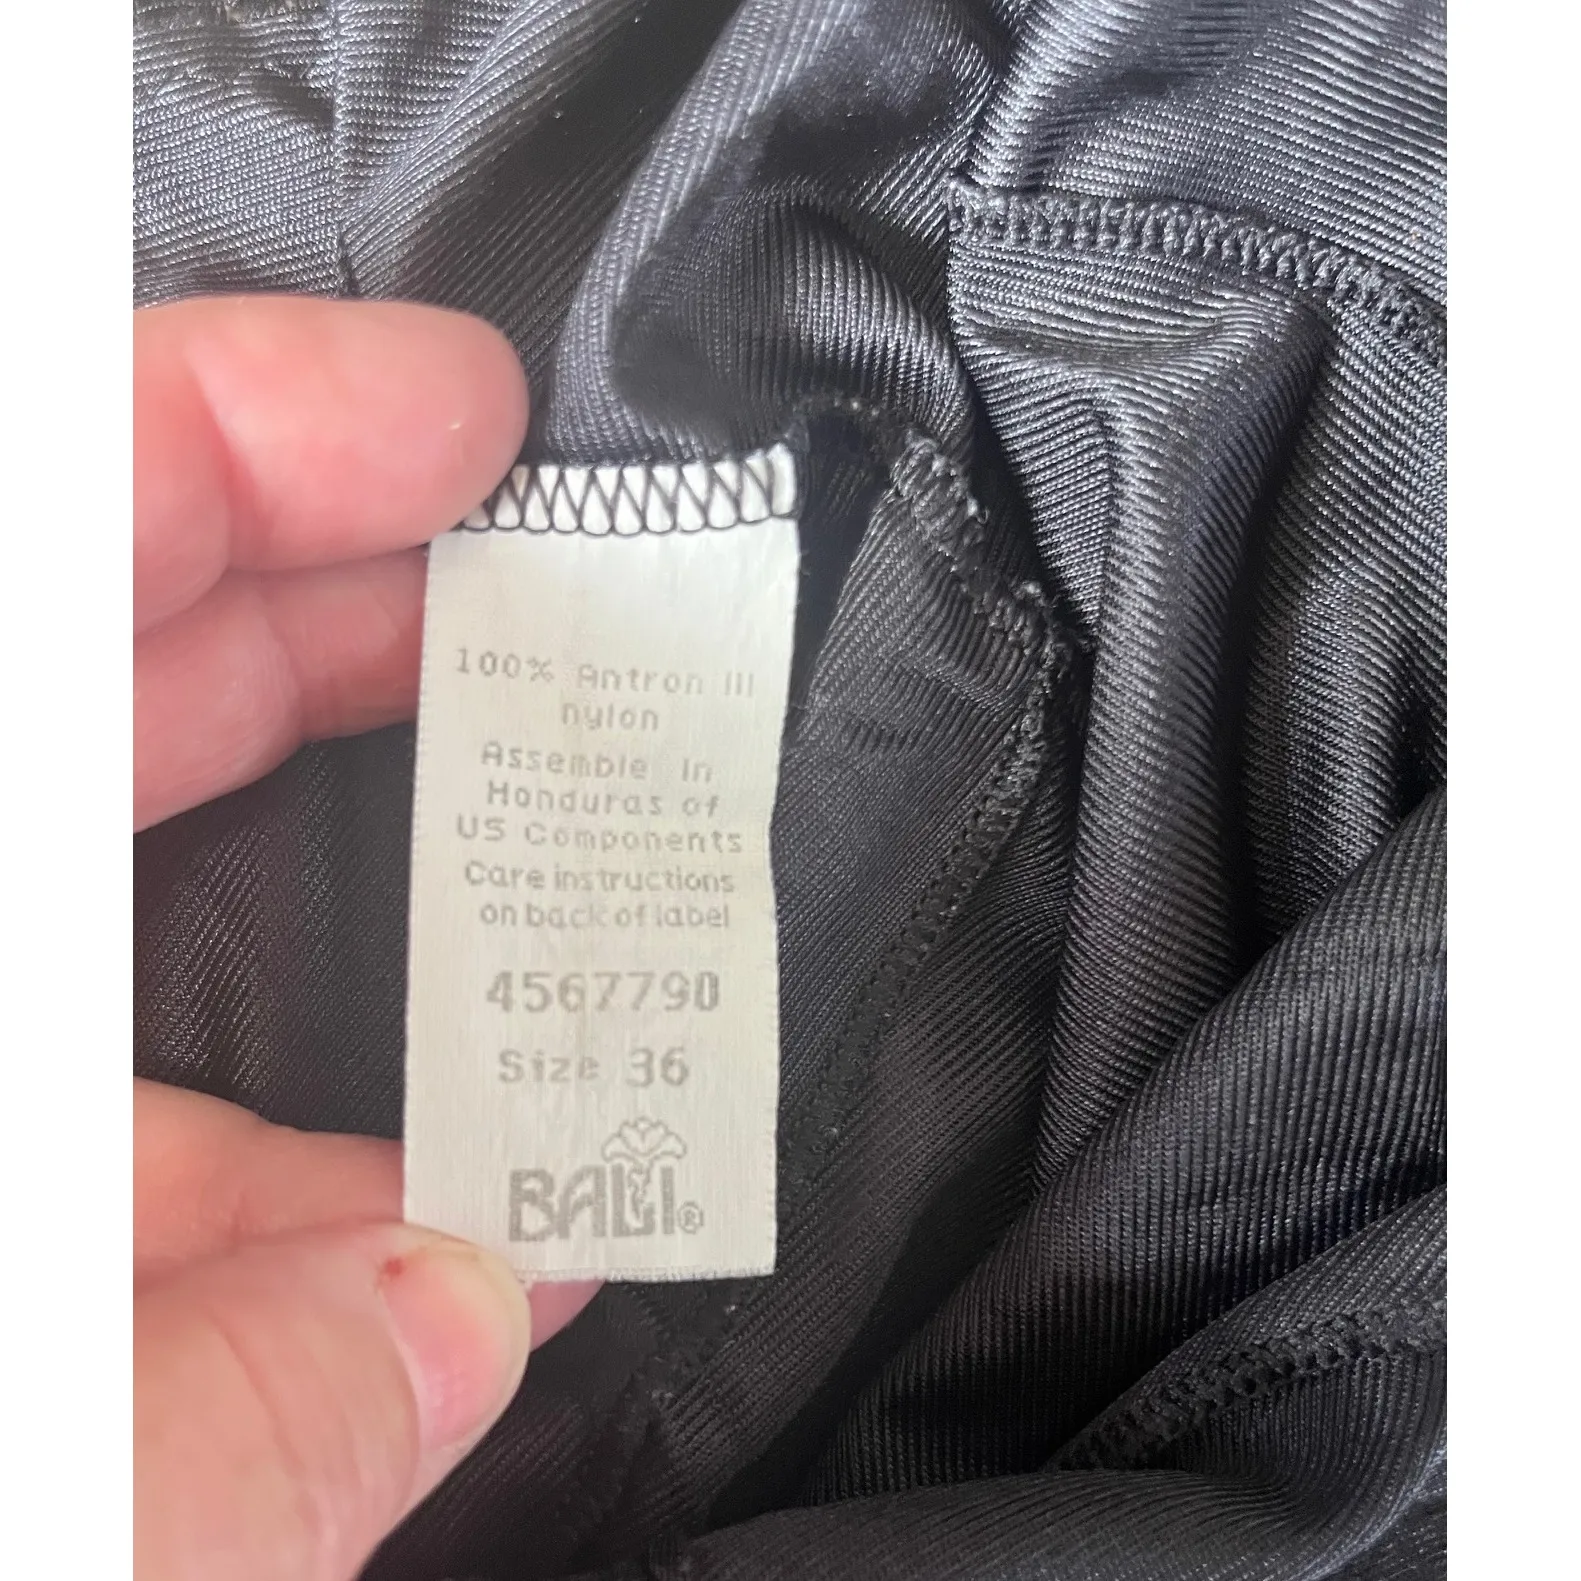 100% Antron III
nylon
Assemble in
Honduras of
US Components
Care instructions
on back of label
4567790
Size 36
BALI®